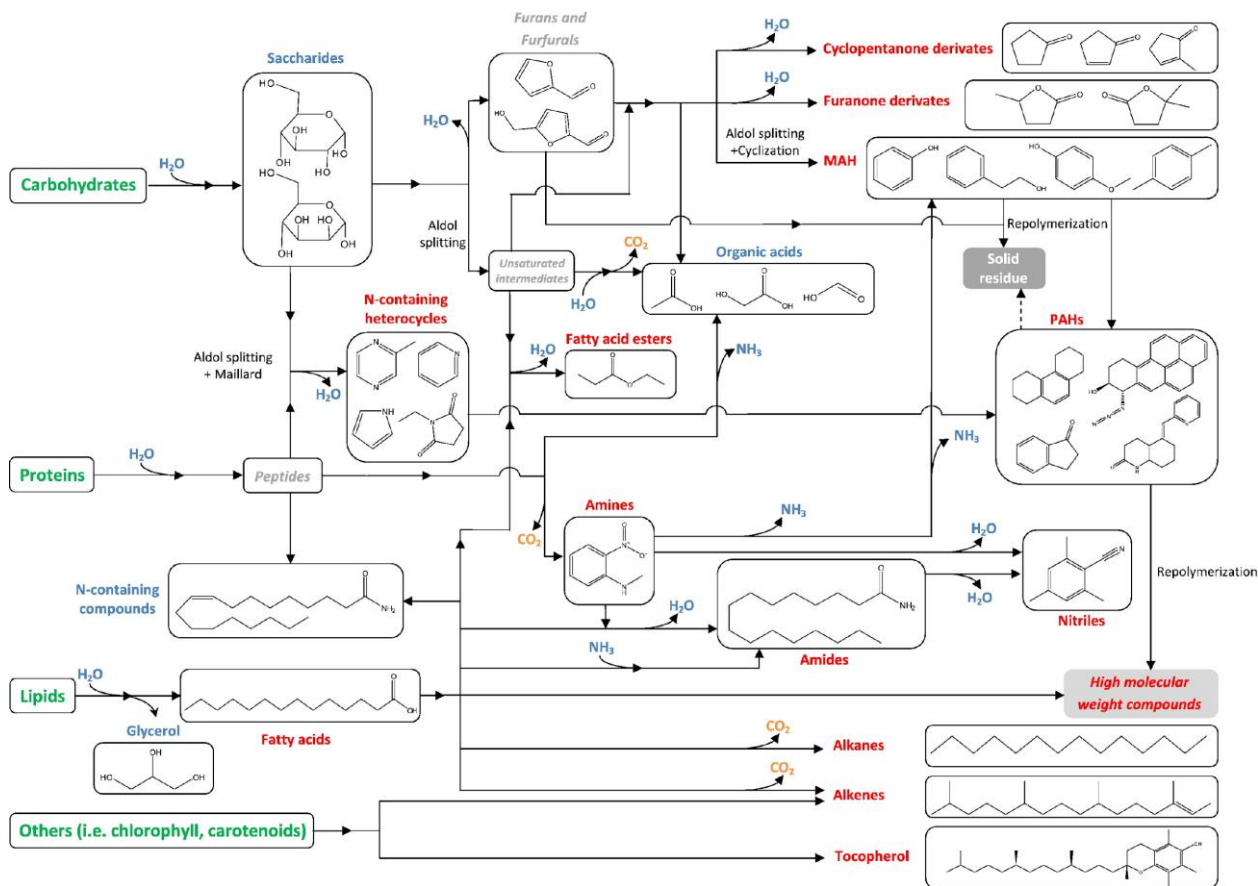 Furans and
Furfurals
H₂O
Cyclopentanone derivates
Saccharides
H₂O
Furanone derivates
H₂O
Aldol splitting
+Cyclization
MAH
H₂O
Carbohydrates
Aldol
splitting
Repolymerization
CO₂
Organic acids
Solid
residue
Unsaturated
intermediates
H₂O
N-containing
heterocycles
PAHs
Aldol splitting
+ Maillard
H₂O
H₂O
Fatty acid esters
NH₃
NH₃
H₂O
Proteins
Peptides
Amines
NH₃
CO₂
H₂O
N-containing
compounds
Repolymerization
H₂O
H₂O
Nitriles
NH₃
Amides
H₂O
Lipids
High molecular
weight compounds
Glycerol
Fatty acids
CO₂
Alkanes
CO₂
Alkenes
Others (i.e. chlorophyll, carotenoids)
Tocopherol